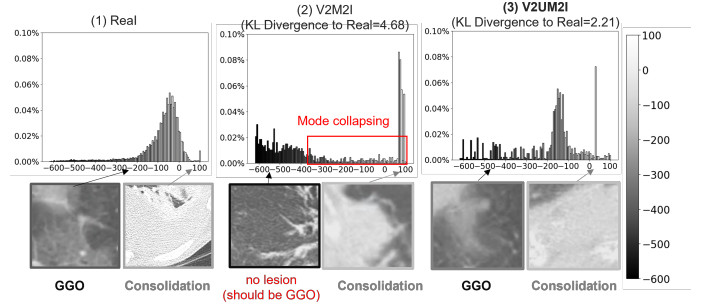 (1) Real
(2) V2M2I
(KL Divergence to Real=4.68)
(3) V2UM2I
(KL Divergence to Real=2.21)
0.10%
0.08%
0.06%
0.04%
0.02%
0.00%
−600 −500 −400 −300 −200 −100 0 100
0.10%
0.08%
0.06%
0.04%
0.02%
0.00%
Mode collapsing
−600 −500 −400 −300 −200 −100 0 100
0.10%
0.08%
0.06%
0.04%
0.02%
0.00%
−600 −500 −400 −300 −200 −100 0 100
100
0
−100
−200
−300
−400
−500
−600
GGO
Consolidation
no lesion
(should be GGO)
Consolidation
GGO
Consolidation